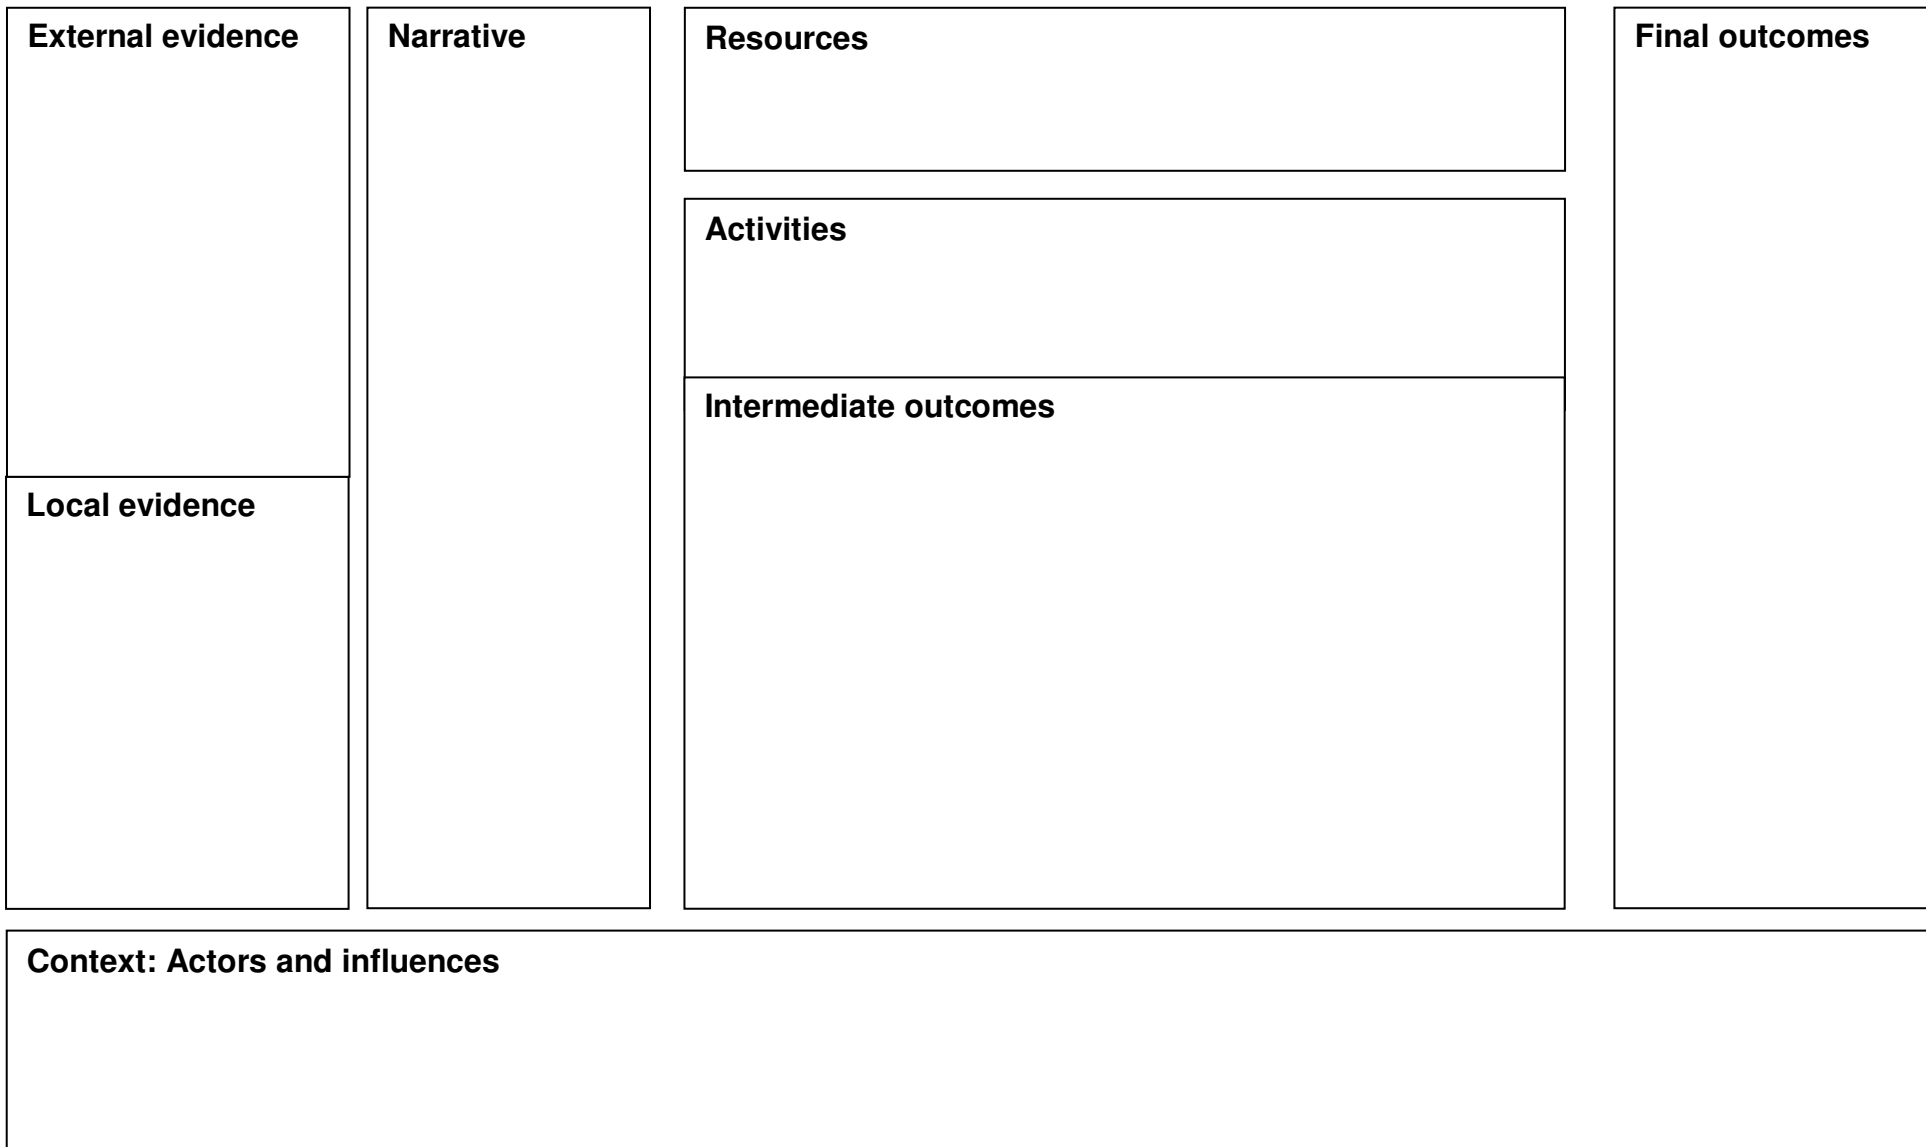 External evidence
Narrative
Resources
Final outcomes
Activities
Intermediate outcomes
Local evidence
Context: Actors and influences